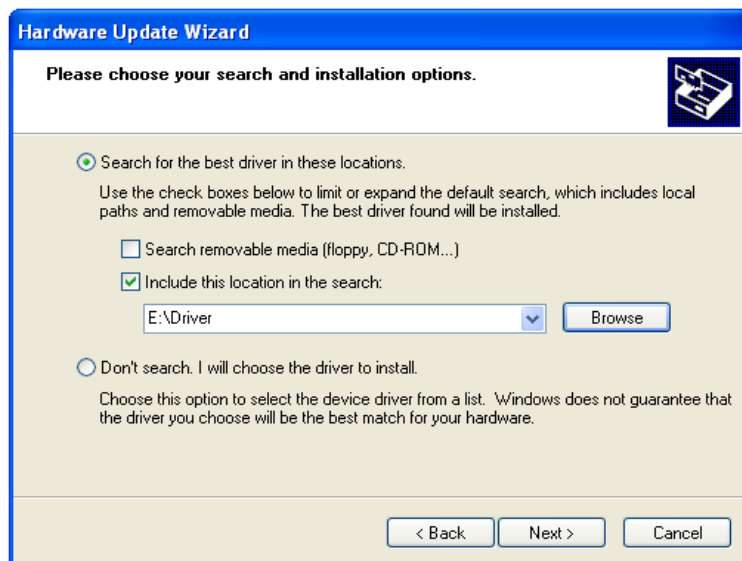 Hardware Update Wizard
Please choose your search and installation options.
Search for the best driver in these locations.
Use the check boxes below to limit or expand the default search, which includes local
paths and removable media. The best driver found will be installed.
Search removable media (floppy, CD-ROM...)
Include this location in the search:
E:\Driver
Browse
Don't search. I will choose the driver to install.
Choose this option to select the device driver from a list.  Windows does not guarantee that
the driver you choose will be the best match for your hardware.
< Back
Next >
Cancel